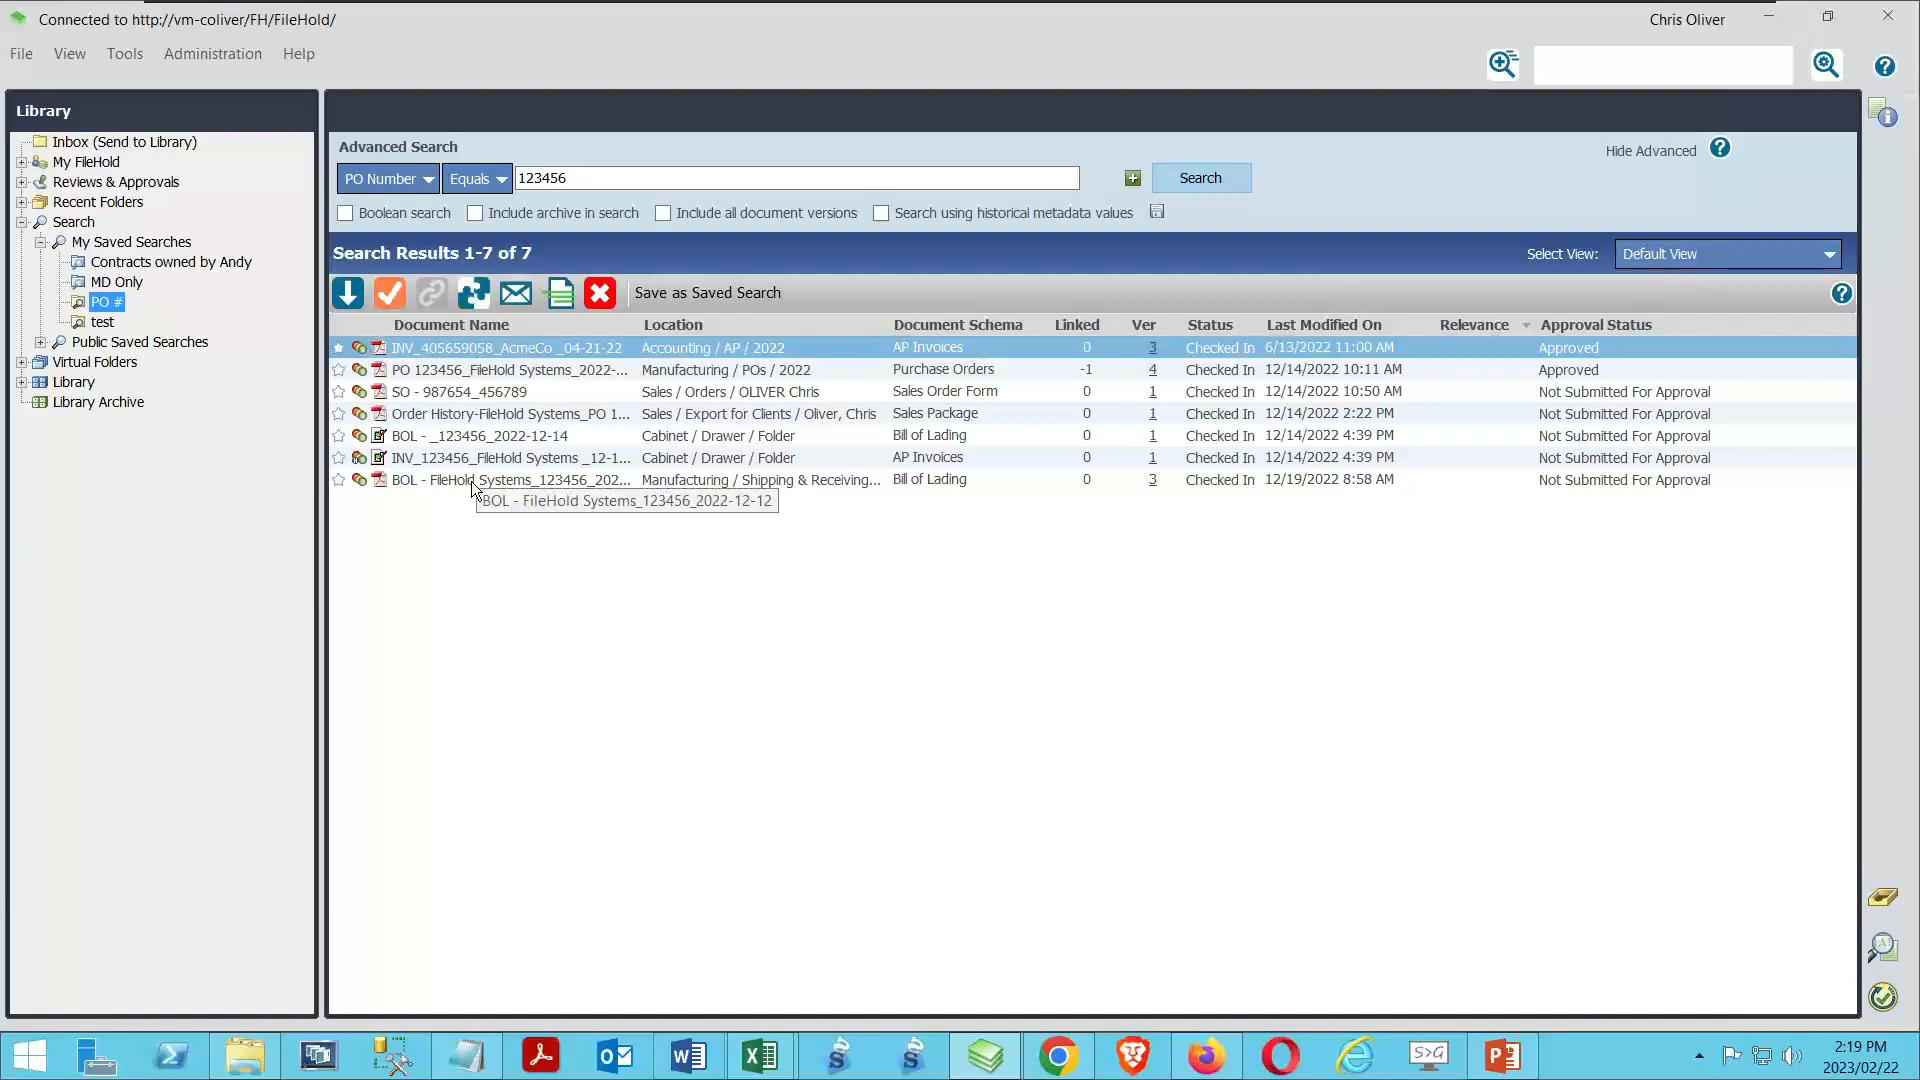 Connected to http://vm-coliver/FH/FileHold/
Chris Oliver
File View Tools Administration Help
Library
Inbox (Send to Library)
My FileHold
Reviews & Approvals
Recent Folders
Search
My Saved Searches
Contracts owned by Andy
MD Only
PO #
test
Public Saved Searches
Virtual Folders
Library
Library Archive
Advanced Search
Hide Advanced
PO Number Equals 123456 Search
Boolean search Include archive in search Include all document versions Search using historical metadata values
Search Results 1-7 of 7
Select View: Default View
Save as Saved Search
Document Name Location Document Schema Linked Ver Status Last Modified On Relevance Approval Status
INV_405659058_AcmeCo _04-21-22 Accounting / AP / 2022 AP Invoices 0 3 Checked In 6/13/2022 11:00 AM Approved
PO 123456_FileHold Systems_2022-... Manufacturing / POs / 2022 Purchase Orders -1 4 Checked In 12/14/2022 10:11 AM Approved
SO - 987654_456789 Sales / Orders / OLIVER Chris Sales Order Form 0 1 Checked In 12/14/2022 10:50 AM Not Submitted For Approval
Order History-FileHold Systems_PO 1... Sales / Export for Clients / Oliver, Chris Sales Package 0 1 Checked In 12/14/2022 2:22 PM Not Submitted For Approval
BOL - _123456_2022-12-14 Cabinet / Drawer / Folder Bill of Lading 0 1 Checked In 12/14/2022 4:39 PM Not Submitted For Approval
INV_123456_FileHold Systems _12-1... Cabinet / Drawer / Folder AP Invoices 0 1 Checked In 12/14/2022 4:39 PM Not Submitted For Approval
BOL - FileHold Systems_123456_202... Manufacturing / Shipping & Receiving... Bill of Lading 0 3 Checked In 12/19/2022 8:58 AM Not Submitted For Approval
BOL - FileHold Systems_123456_2022-12-12
S>G
2:19 PM
2023/02/22